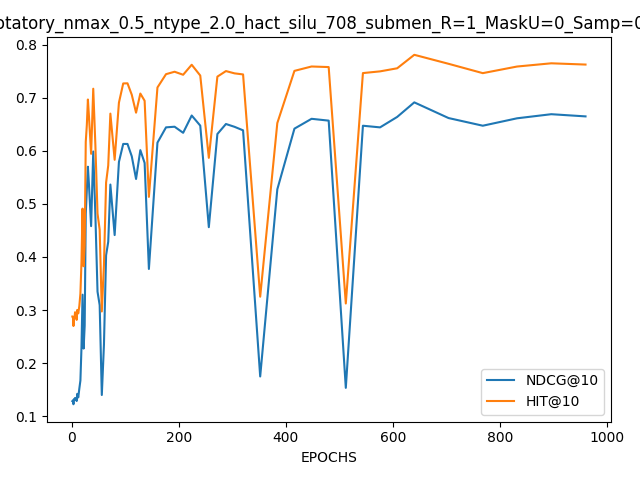 otatory_nmax_0.5_ntype_2.0_hact_silu_708_submen_R=1_MaskU=0_Samp=0
0.8
0.7
0.6
0.5
0.4
0.3
0.2
0.1
NDCG@10
HIT@10
0 200 400 600 800 1000
EPOCHS